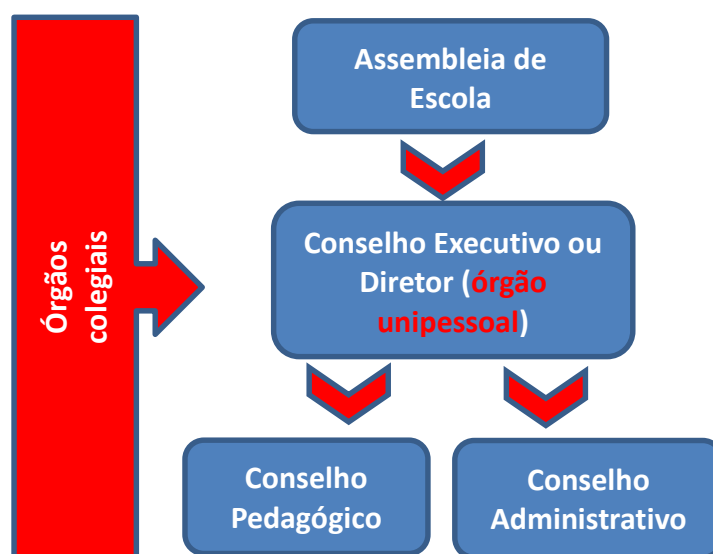 Órgãos
colegiais
Assembleia de
Escola
Conselho Executivo ou
Diretor (órgão
unipessoal)
Conselho
Pedagógico
Conselho
Administrativo